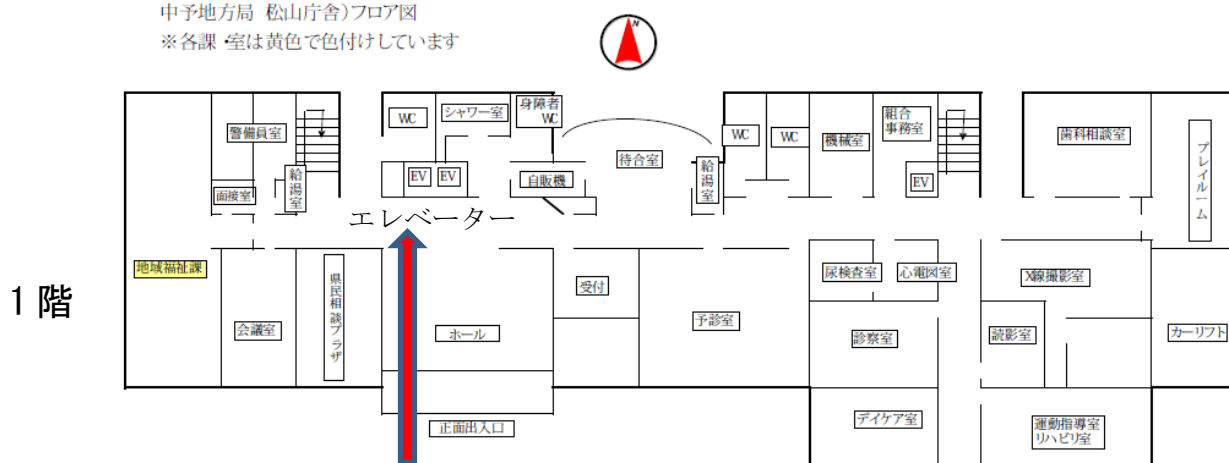 中予地方局 松山庁舎)フロア図
※各課・室は黄色で色付けしています
N
1階
警備員室
面接室
給湯室
WC
シャワー室
身障者
WC
EV
EV
自販機
待合室
給湯室
WC
WC
機械室
組合
事務室
EV
歯科相談室
プレイルーム
エレベーター
地域福祉課
会議室
県民相談プラザ
ホール
正面出入口
受付
予診室
尿検査室
心電図室
X線撮影室
診察室
読影室
カーリフト
デイケア室
運動指導室
リハビリ室